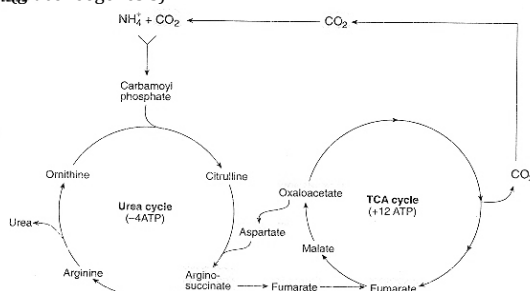 NH₄⁺ + CO₂
CO₂
Carbamoyl
phosphate
Ornithine
Citrulline
CO₂
Urea cycle
(−4ATP)
Oxaloacetate
TCA cycle
(+12 ATP)
Urea
Aspartate
Malate
Arginine
Argino-
succinate
Fumarate
Fumarate